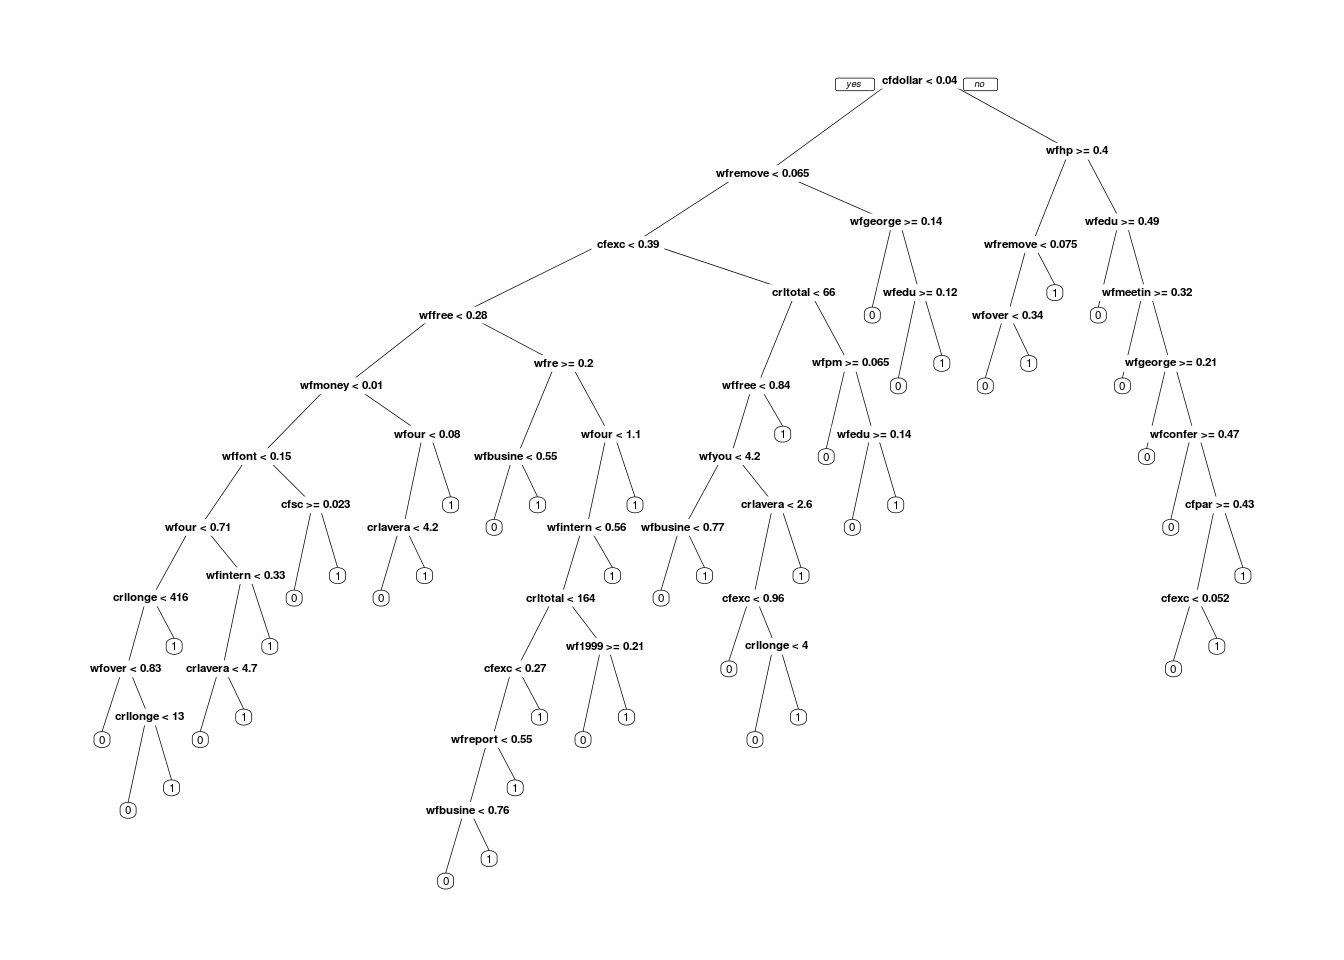 yes cfdollar < 0.04 no
wfhp >= 0.4
wfremove < 0.065
wfgeorge >= 0.14 wfedu >= 0.49
cfexc < 0.39 wfremove < 0.075
crltotal < 66 wfedu >= 0.12 1 wfmeetin >= 0.32
wffree < 0.28 0 wfover < 0.34 0
wfre >= 0.2 wfpm >= 0.065 1 1 wfgeorge >= 0.21
wfmoney < 0.01 wffree < 0.84 0 0 0
wfour < 0.08 wfour < 1.1 1 wfedu >= 0.14 wfconfer >= 0.47
wffont < 0.15 wfbusine < 0.55 wfyou < 4.2 0 0
cfsc >= 0.023 1 1 1 crlavera < 2.6 1 cfpar >= 0.43
wfour < 0.71 crlavera < 4.2 0 wfintern < 0.56 wfbusine < 0.77 0 0
wfintern < 0.33 1 1 1 1 1 1
crllonge < 416 0 0 crltotal < 164 0 cfexc < 0.96 cfexc < 0.052
1 1 wf1999 >= 0.21 crllonge < 4 1
wfover < 0.83 crlavera < 4.7 cfexc < 0.27 0 0
crllonge < 13 1 1 1 1
0 0 wfreport < 0.55 0 0
1 1
0 wfbusine < 0.76
1
0